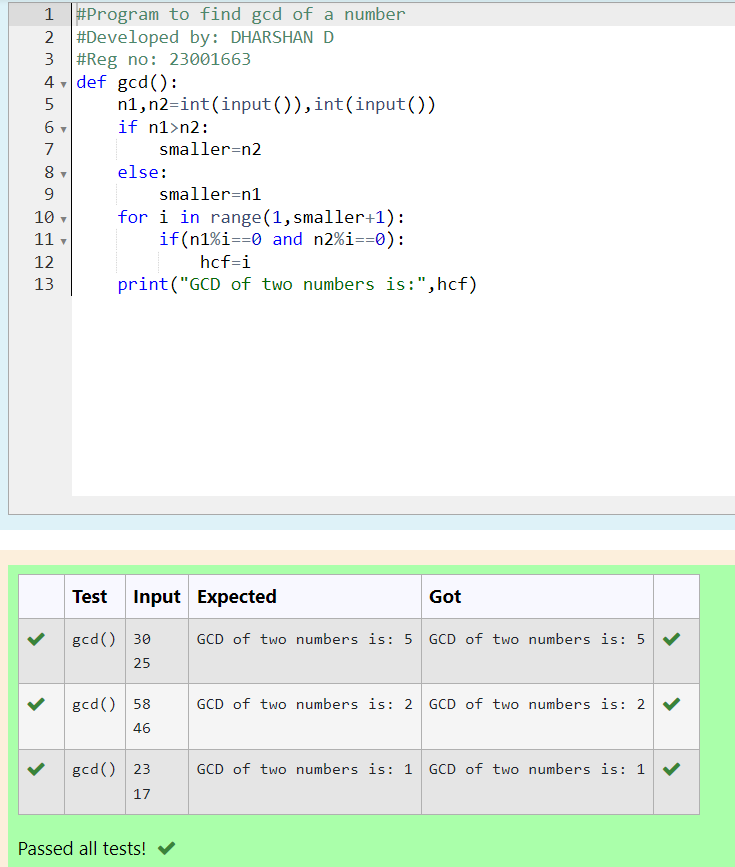 1 #Program to find gcd of a number
2 #Developed by: DHARSHAN D
3 #Reg no: 23001663
4 def gcd():
5     n1,n2=int(input()),int(input())
6     if n1>n2:
7         smaller=n2
8     else:
9         smaller=n1
10     for i in range(1,smaller+1):
11         if(n1%i==0 and n2%i==0):
12             hcf=i
13     print("GCD of two numbers is:",hcf)
Test Input Expected Got
gcd() 30 GCD of two numbers is: 5 GCD of two numbers is: 5
25
gcd() 58 GCD of two numbers is: 2 GCD of two numbers is: 2
46
gcd() 23 GCD of two numbers is: 1 GCD of two numbers is: 1
17
Passed all tests!